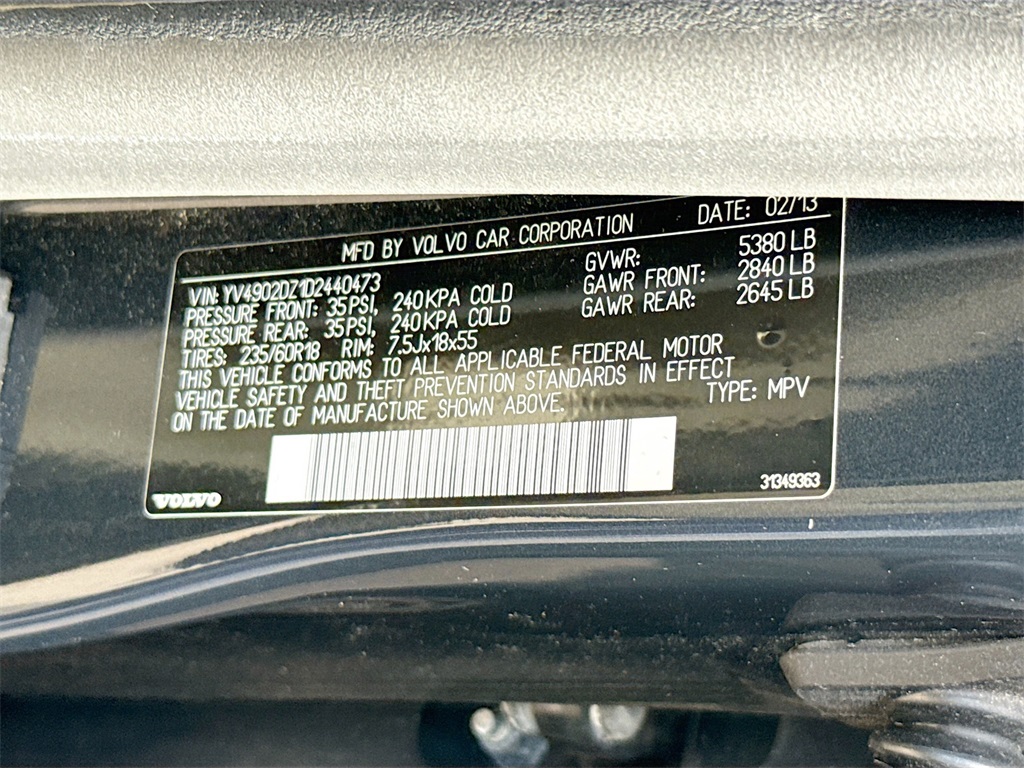 MFD BY VOLVO CAR CORPORATION DATE: 02/13
VIN: YV4902DZ1D2440473 GVWR: 5380 LB
PRESSURE FRONT: 35PSI, 240KPA COLD GAWR FRONT: 2840 LB
PRESSURE REAR: 35PSI, 240KPA COLD GAWR REAR: 2645 LB
TIRES: 235/60R18 RIM: 7.5Jx18x55
THIS VEHICLE CONFORMS TO ALL APPLICABLE FEDERAL MOTOR
VEHICLE SAFETY AND THEFT PREVENTION STANDARDS IN EFFECT
ON THE DATE OF MANUFACTURE SHOWN ABOVE. TYPE: MPV
VOLVO 31349363